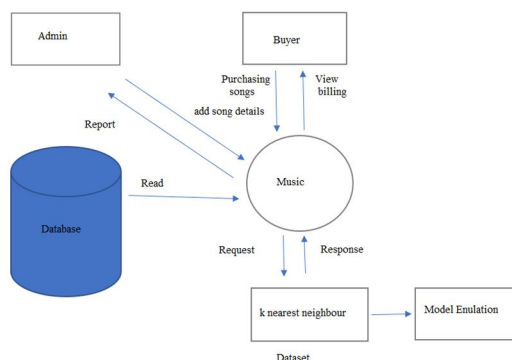 Admin
Buyer
Purchasing
songs
View
billing
add song details
Report
Read
Music
Database
Request
Response
k nearest neighbour
Model Enulation
Dataset